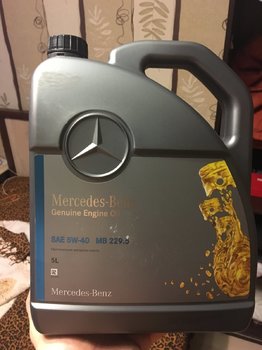 Mercedes-Benz
Genuine Engine Oil
SAE 5W-40 MB 229.5
5L
Mercedes-Benz